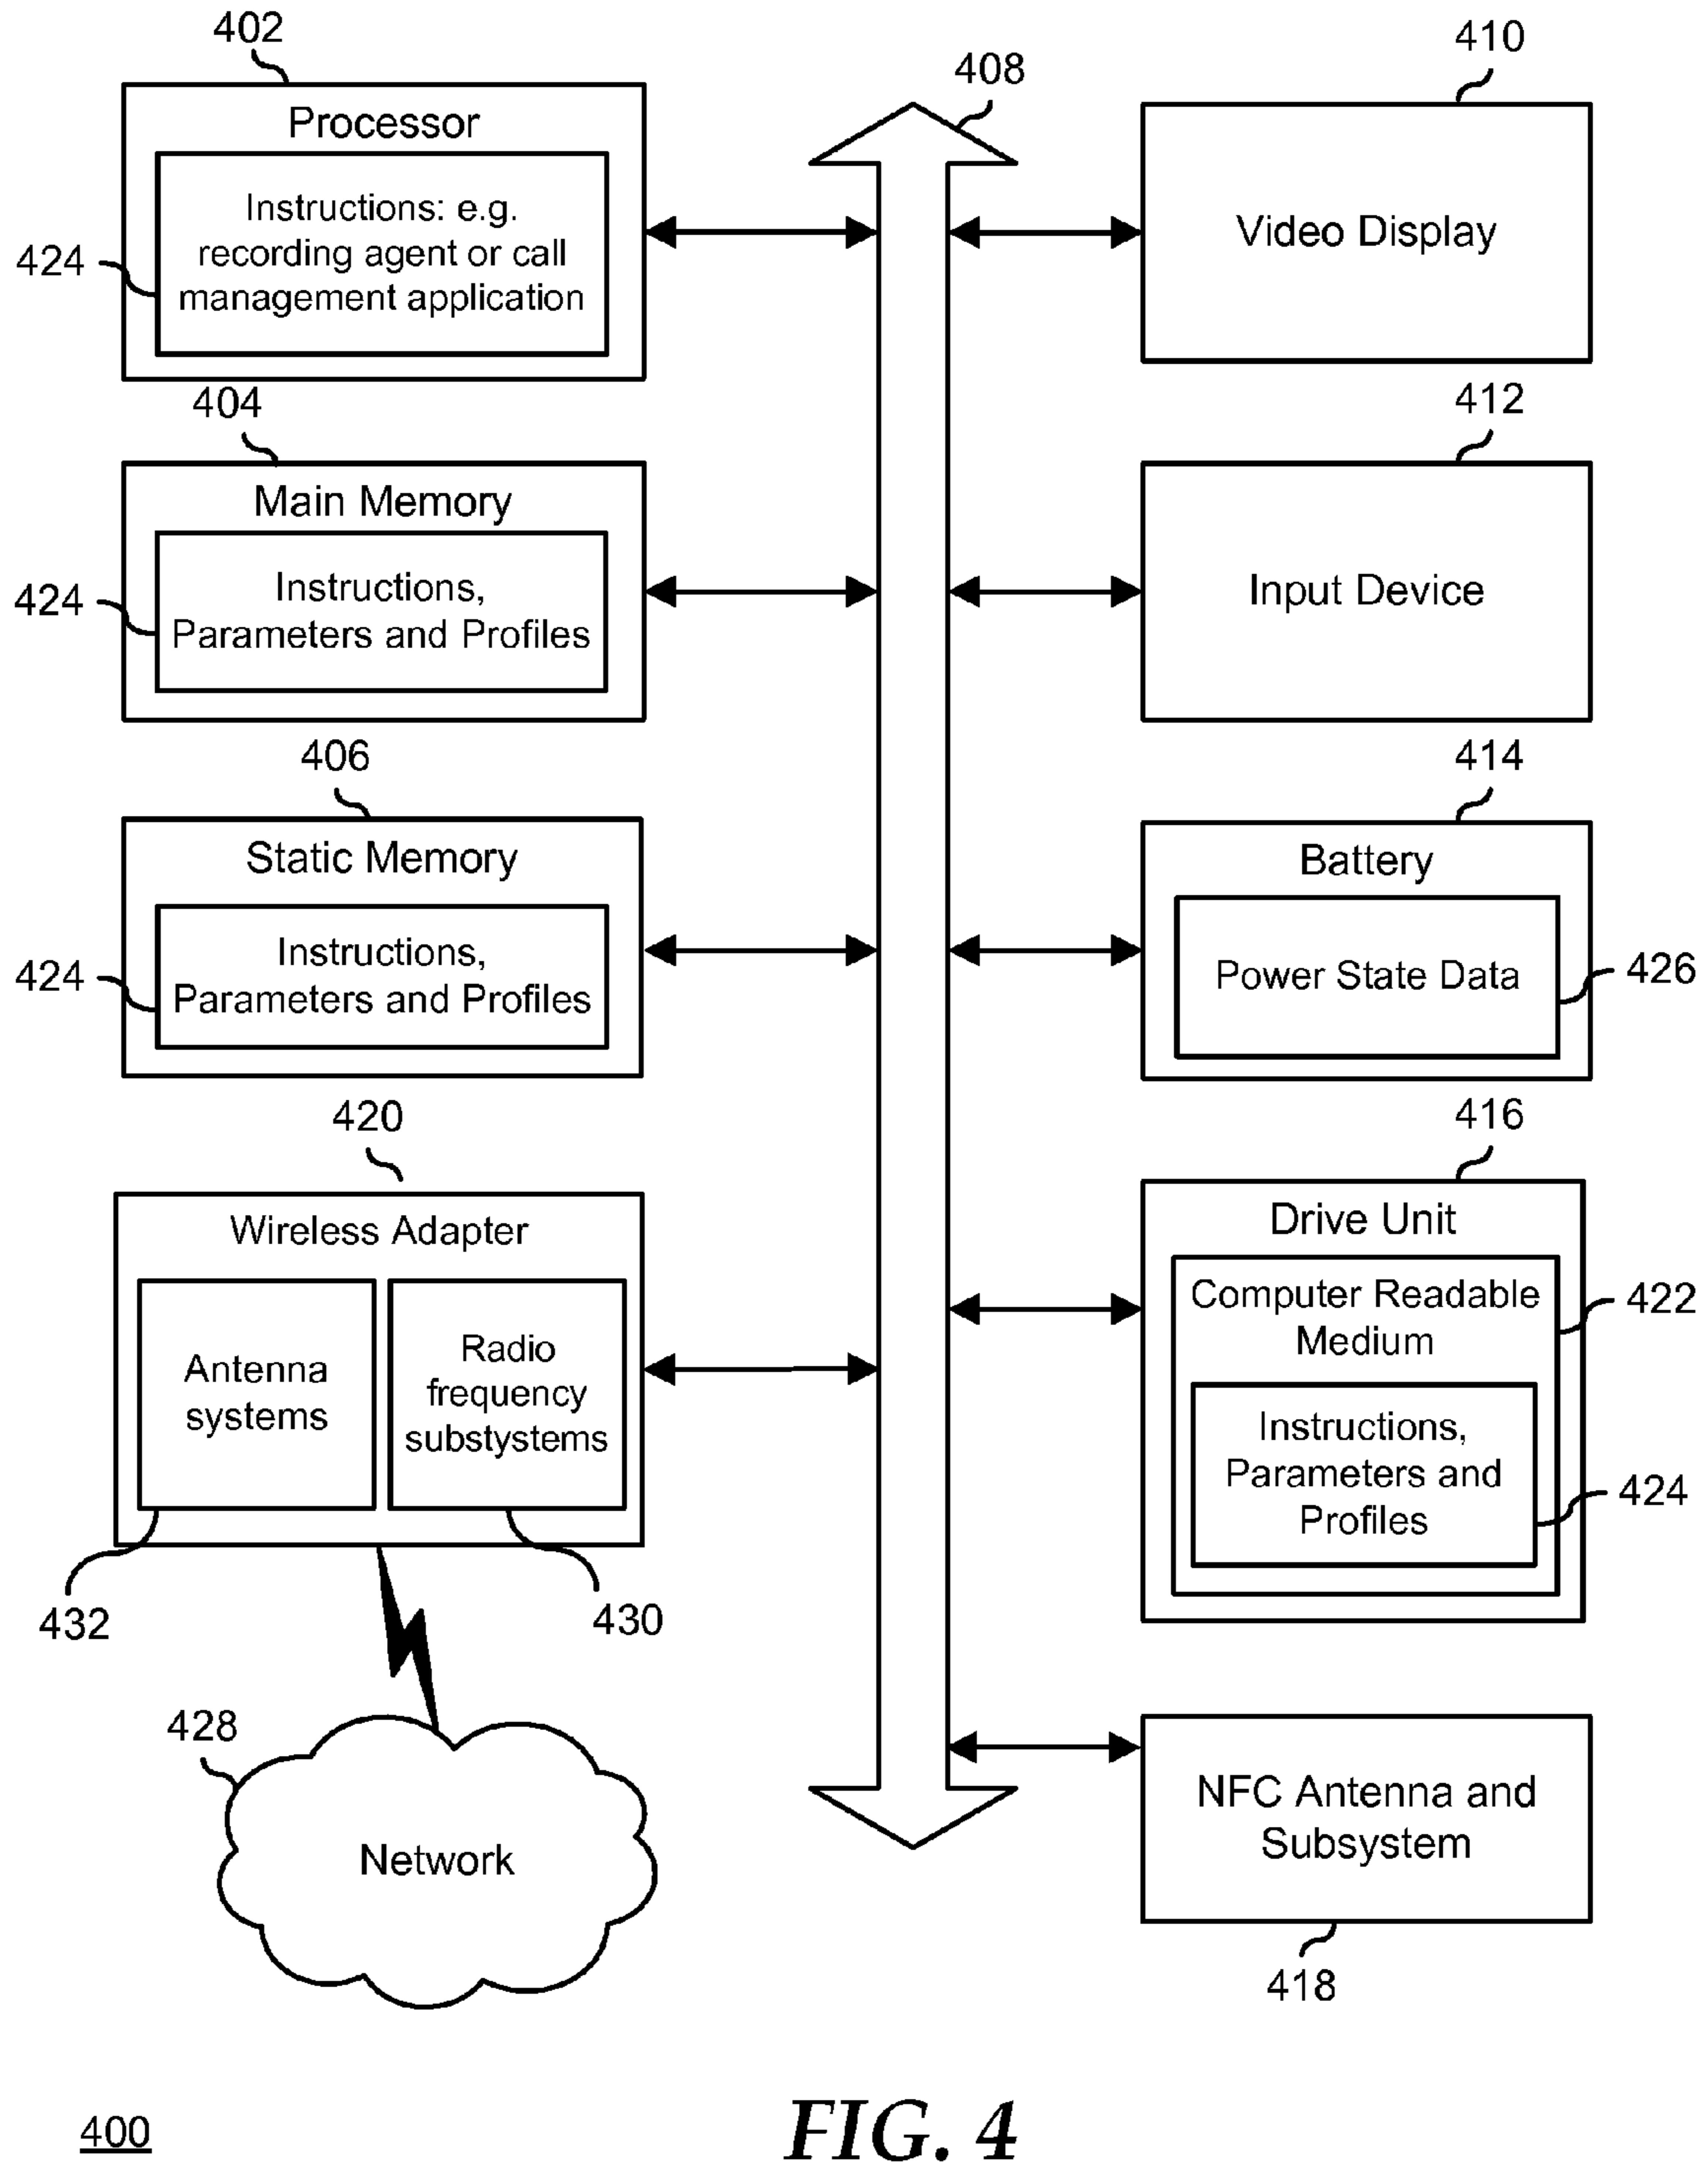 402
Processor
Instructions: e.g.
recording agent or call
management application
424
404
Main Memory
Instructions,
Parameters and Profiles
424
406
Static Memory
Instructions,
Parameters and Profiles
424
420
Wireless Adapter
Antenna
systems
Radio
frequency
substystems
432
430
428
Network
408
410
Video Display
412
Input Device
414
Battery
Power State Data
426
416
Drive Unit
Computer Readable
Medium
422
Instructions,
Parameters and
Profiles
424
NFC Antenna and
Subsystem
418
400
FIG. 4